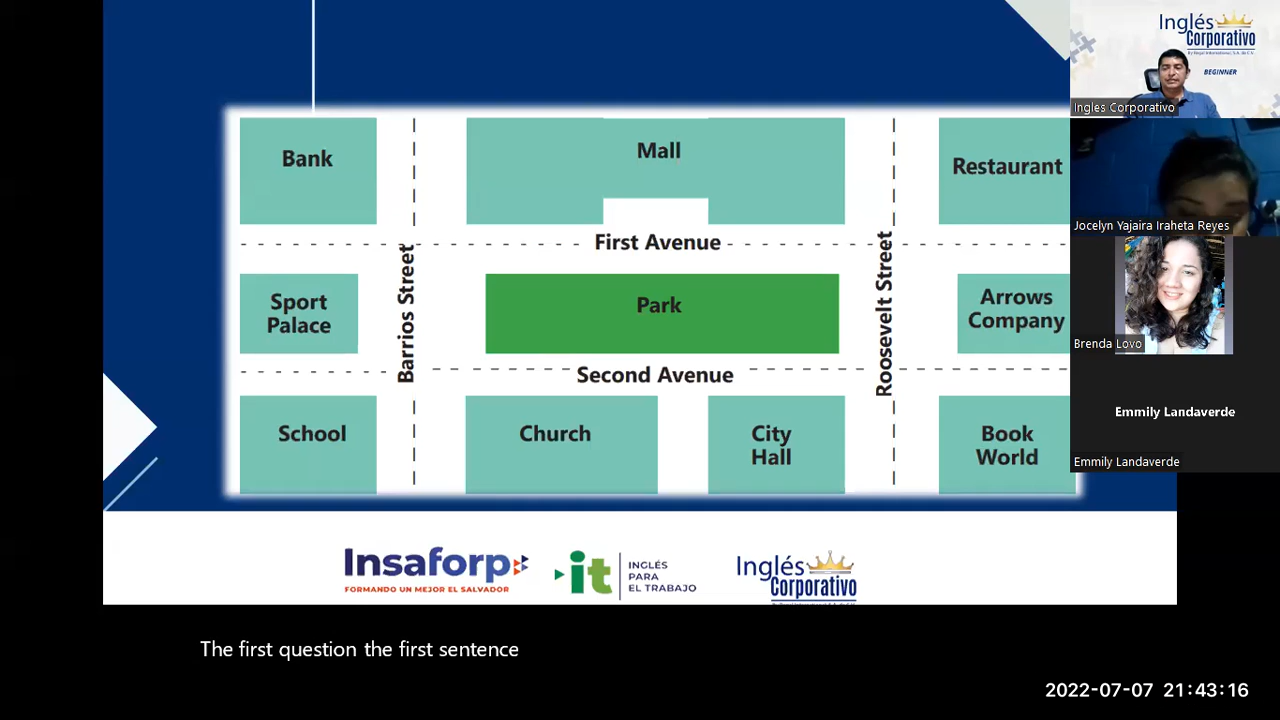 Bank
Mall
Restaurant
First Avenue
Barrios Street
Roosevelt Street
Sport
Palace
Park
Arrows
Company
Second Avenue
School
Church
City
Hall
Book
World
Insaforp
FORMANDO UN MEJOR EL SALVADOR
it
INGLÉS
PARA
EL TRABAJO
Inglés
Corporativo
The first question the first sentence
Inglés
Corporativo
BEGINNER
Ingles Corporativo
Jocelyn Yajaira Iraheta Reyes
Brenda Lovo
Emmily Landaverde
Emmily Landaverde
2022-07-07 21:43:16